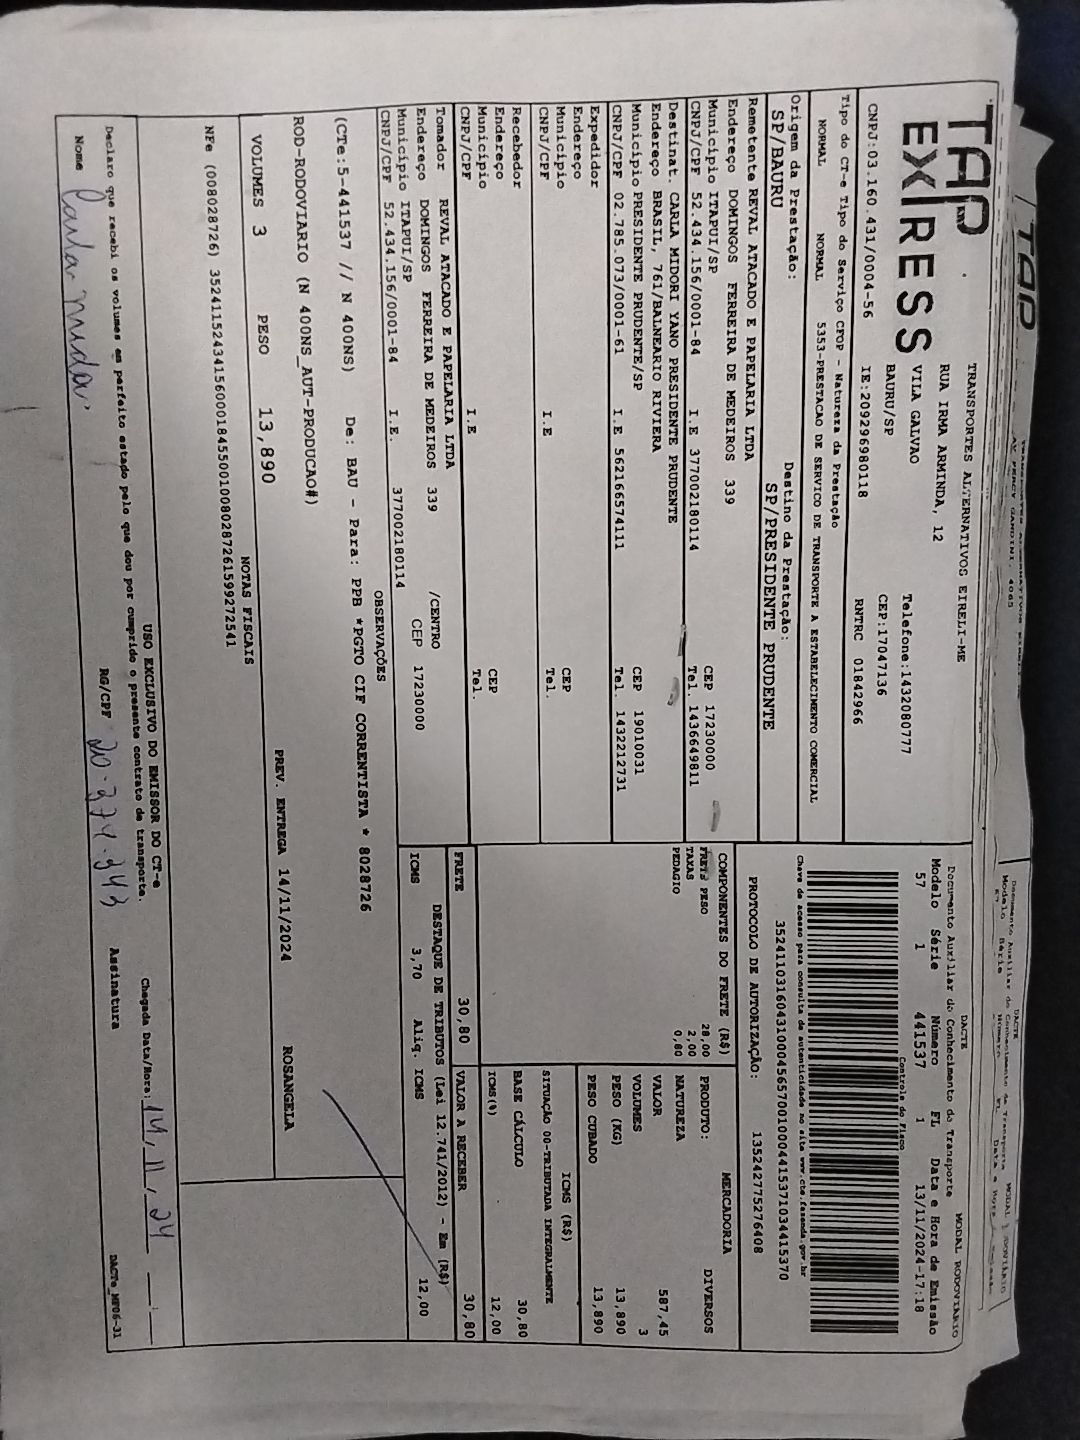 TAP
EXPRESS
TRANSPORTES ALTERNATIVOS EIRELI-ME
RUA IRMA ARMINDA, 12
VILA GALVAO
BAURU/SP
Telefone:1432080777
CEP:17047136
CNPJ:03.160.431/0004-56 IE:209296980118 RNTRC 01842966
Tipo do CT-e Tipo do Serviço CFOP - Natureza da Prestação
NORMAL NORMAL 5353-PRESTACAO DE SERVICO DE TRANSPORTE A ESTABELECIMENTO COMERCIAL
Origem da Prestação: Destino da Prestação:
SP/BAURU SP/PRESIDENTE PRUDENTE
Remetente REVAL ATACADO E PAPELARIA LTDA
Endereço DOMINGOS FERREIRA DE MEDEIROS 339
Município ITAPUI/SP CEP 17230000
CNPJ/CPF 52.434.156/0001-84 I.E 377002180114 Tel. 1436649811
Destinat. CARLA MIDORI YANO PRESIDENTE PRUDENTE
Endereço BRASIL, 761/BALNEARIO RIVIERA
Município PRESIDENTE PRUDENTE/SP CEP 19010031
CNPJ/CPF 02.785.073/0001-61 I.E 562166574111 Tel. 1432212731
Expedidor
Endereço
Município CEP
CNPJ/CPF I.E Tel.
Recebedor
Endereço
Município CEP
CNPJ/CPF I.E Tel.
Tomador REVAL ATACADO E PAPELARIA LTDA
Endereço DOMINGOS FERREIRA DE MEDEIROS 339 /CENTRO
Município ITAPUI/SP CEP 17230000
CNPJ/CPF 52.434.156/0001-84 I.E. 377002180114
DACTE MODAL RODOVIARIO
Documento Auxiliar do Conhecimento de Transporte
Modelo Série Número FL Data e Hora de Emissão
57 1 441537 1 13/11/2024-17:18
Controle do Fisco
Chave de acesso para consulta de autenticidade no site www.cte.fazenda.gov.br
35241103160431000456570010004415371034415370
PROTOCOLO DE AUTORIZAÇÃO: 135242775276408
COMPONENTES DO FRETE (R$)
FRETE PESO 28,00
TAXAS 2,00
PEDAGIO 0,80
MERCADORIA
PRODUTO: DIVERSOS
NATUREZA
VALOR 587,45
VOLUMES 3
PESO (KG) 13,890
PESO CUBADO 13,890
ICMS (R$)
SITUAÇÃO 00-TRIBUTADA INTEGRALMENTE
BASE CÁLCULO 30,80
ICMS(%) 12,00
FRETE 30,80 VALOR A RECEBER 30,80
DESTAQUE DE TRIBUTOS (Lei 12.741/2012) - Em (R$)
ICMS 3,70 Aliq. ICMS 12,00
OBSERVAÇÕES
(CTe:5-441537 // N 400NS) De: BAU - Para: PPB *PGTO CIF CORRENTISTA * 8028726
ROD-RODOVIARIO (N 400NS_AUT-PRODUCAO#)
VOLUMES 3 PESO 13,890 PREV. ENTREGA 14/11/2024 ROSANGELA
NOTAS FISCAIS
NFe (008028726) 35241152434156000184550010080287261599272541
USO EXCLUSIVO DO EMISSOR DO CT-e
Declaro que recebi os volumes em perfeito estado pelo que dou por cumprido o presente contrato de transporte. Chegada Data/Hora: 14/11/24
Nome RG/CPF Assinatura DACTe_MF06-31